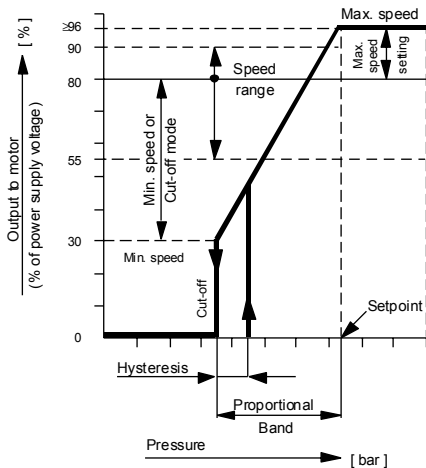 [ % ]
Output to motor
(% of power supply voltage)
≥96
90
80
55
30
0
Max. speed
Max.
speed
setting
Speed
range
Min. speed or
Cut-off mode
Min. speed
Cut-off
Setpoint
Hysteresis
Proportional
Band
Pressure
[ bar ]